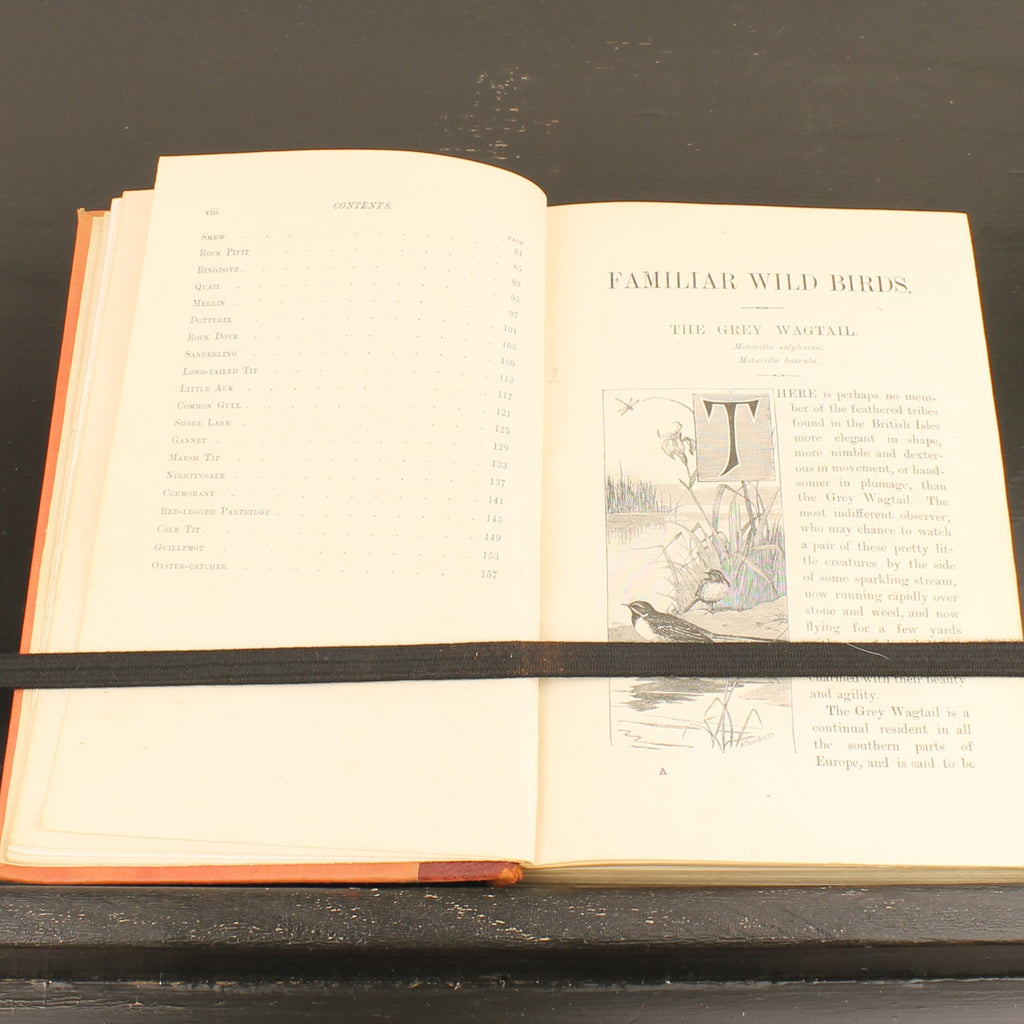 viii
CONTENTS.
PAGE
SMEW 81
ROCK PIPIT 85
RINGDOVE. 89
QUAIL 93
MERLIN 97
DOTTEREL 101
ROCK DOVE 105
SANDERLING 109
LONG-TAILED TIT 113
LITTLE AUK 117
COMMON GULL 121
SHORE LARK 125
GANNET 129
MARSH TIT 133
NIGHTINGALE 137
CORMORANT 141
RED-LEGGED PARTRIDGE 145
COLE TIT 149
GUILLEMOT 153
OYSTER-CATCHER 157
2
FAMILIAR WILD BIRDS.
THE GREY WAGTAIL.
Motacilla sulphurea.
Motacilla boarula.
THERE is perhaps no mem-
ber of the feathered tribes
found in the British Isles
more elegant in shape,
more nimble and dexter-
ous in movement, or hand-
somer in plumage, than
the Grey Wagtail. The
most indifferent observer,
who may chance to watch
a pair of these pretty lit-
tle creatures by the side
of some sparkling stream,
now running rapidly over
stone and weed, and now
flying for a few yards
charmed with their beauty
and agility.
The Grey Wagtail is a
continual resident in all
the southern parts of
Europe, and is said to be
A